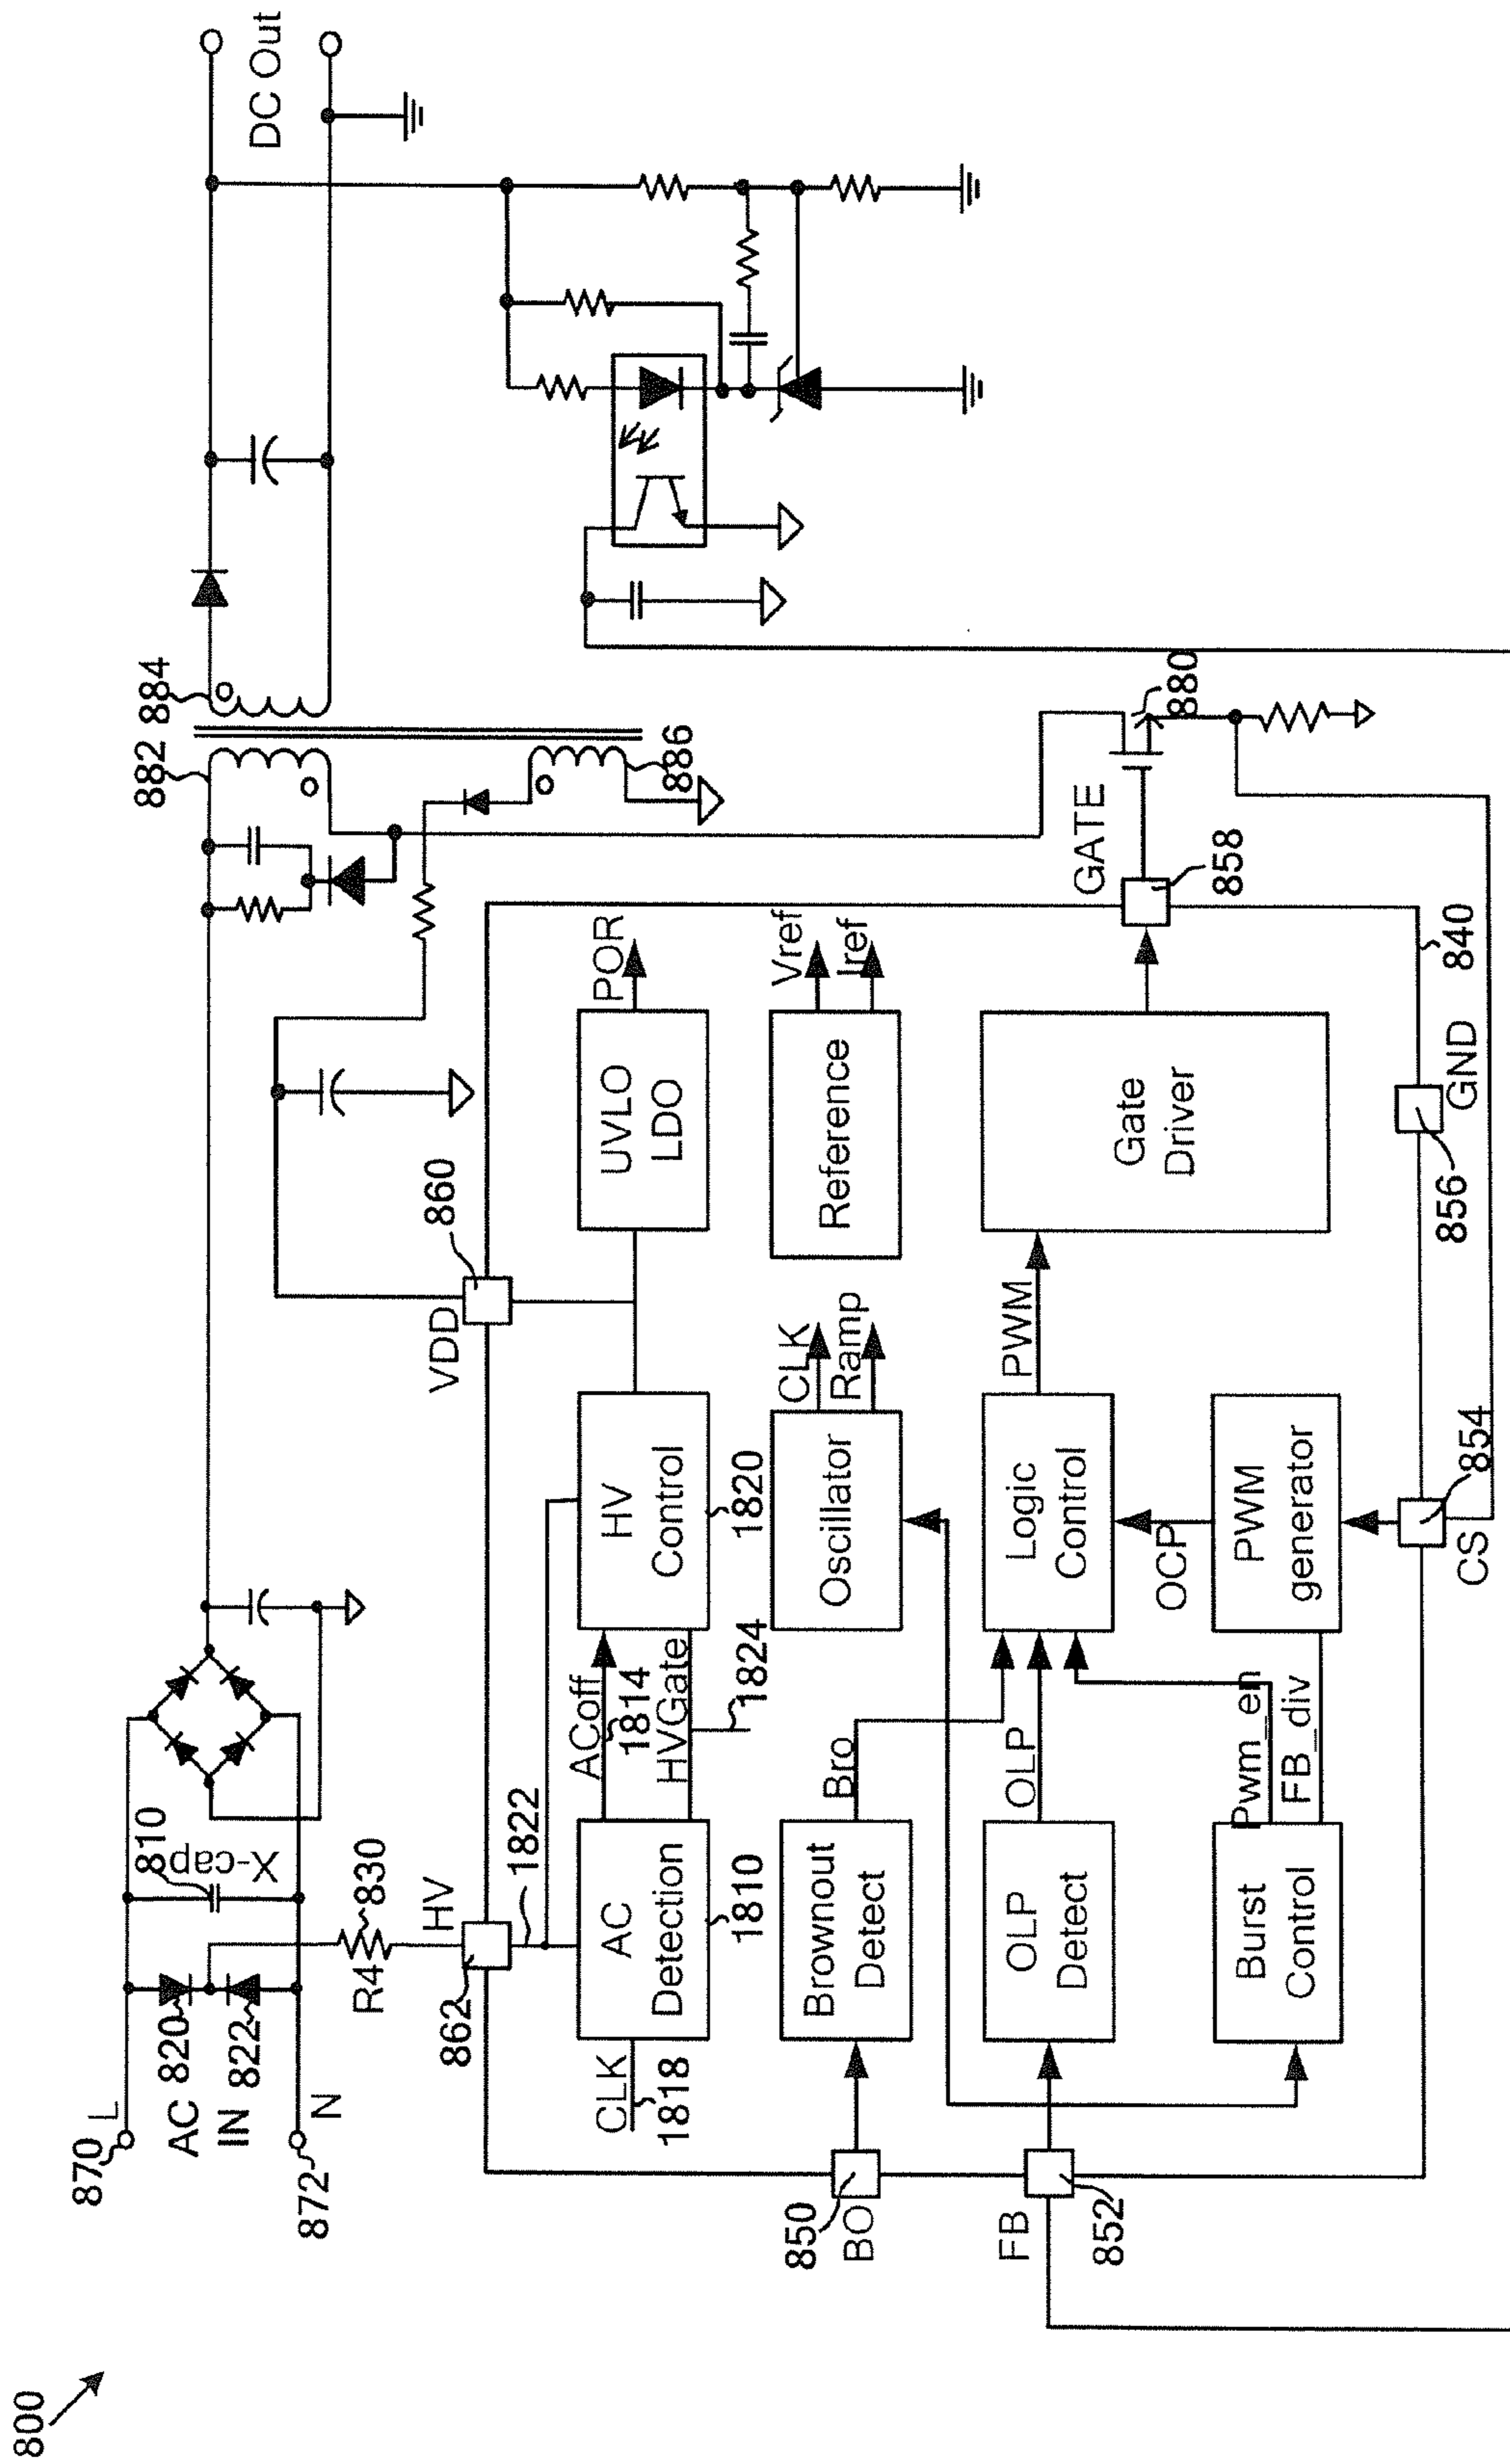 800
870
L
AC
IN
872
N
820
822
810
X-cap
R4
830
862
HV
1822
882
884
886
DC Out
VDD
860
CLK
1818
AC
Detection
1810
ACoff
1814
HVGate
1824
HV
Control
1820
UVLO
LDO
POR
Oscillator
CLK
Ramp
Reference
Vref
Iref
850
BO
Brownout
Detect
Bro
FB
852
OLP
Detect
OLP
Burst
Control
Pwm_en
FB_div
Logic
Control
OCP
PWM
generator
PWM
Gate
Driver
GATE
858
880
CS
854
856
GND
840